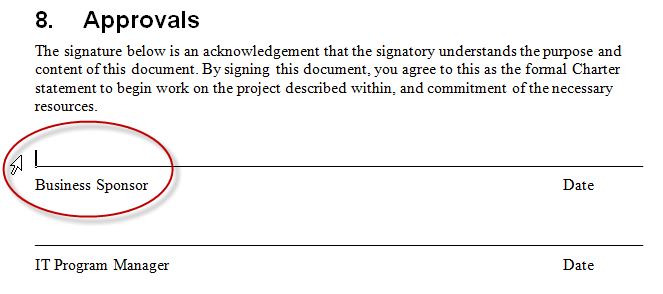 8. Approvals
The signature below is an acknowledgement that the signatory understands the purpose and
content of this document. By signing this document, you agree to this as the formal Charter
statement to begin work on the project described within, and commitment of the necessary
resources.
Business Sponsor Date
IT Program Manager Date